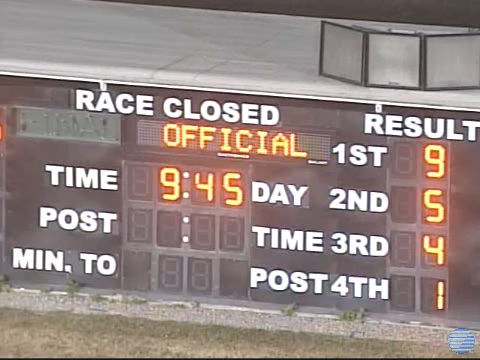 RACE CLOSED
OFFICIAL
RESULT
1ST 9
TIME 9:45 DAY 2ND 5
POST : TIME 3RD 4
MIN. TO POST 4TH 1